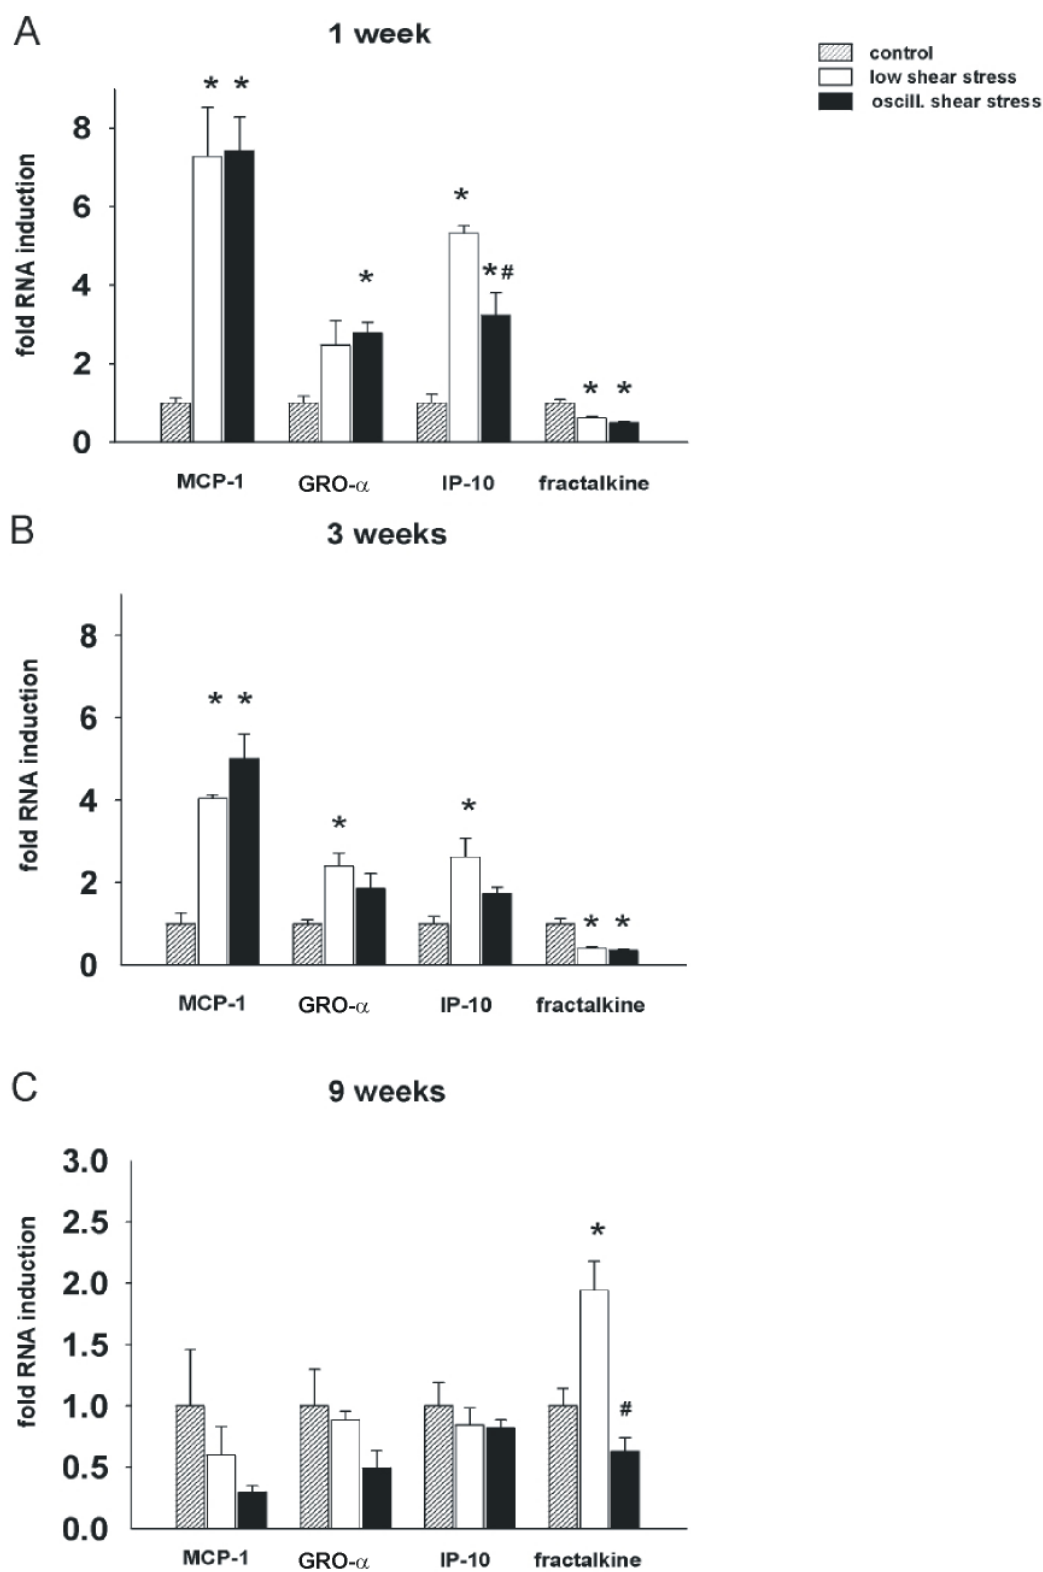 A
1 week
control
low shear stress
oscill. shear stress
fold RNA induction
8
6
4
2
0
* *
*
*
*#
* *
MCP-1 GRO-α IP-10 fractalkine
B
3 weeks
fold RNA induction
8
6
4
2
0
* *
*
*
* *
MCP-1 GRO-α IP-10 fractalkine
C
9 weeks
fold RNA induction
3.0
2.5
2.0
1.5
1.0
0.5
0.0
*
#
MCP-1 GRO-α IP-10 fractalkine